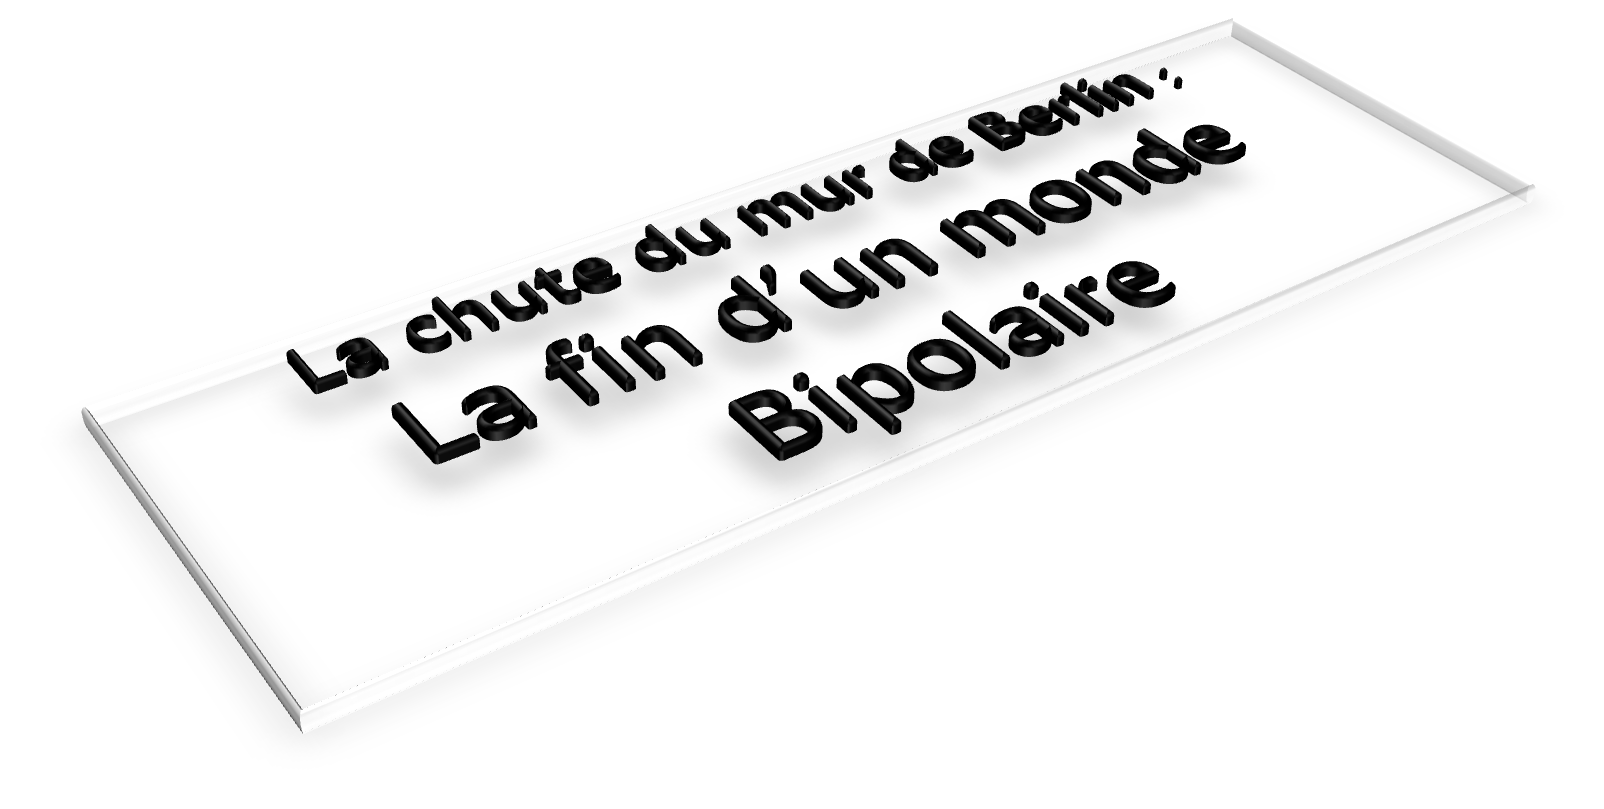 La chute du mur de Berlin :
La fin d’un monde
Bipolaire